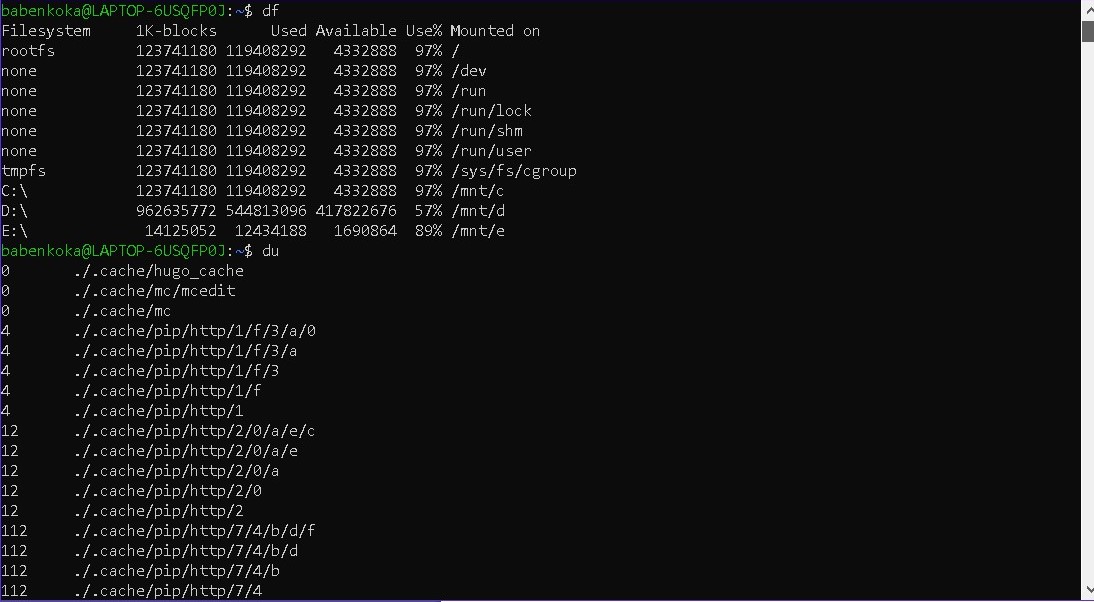 babenkoka@LAPTOP-6USQFP0J:~$ df
Filesystem     1K-blocks      Used Available Use% Mounted on
rootfs         123741180 119408292   4332888  97% /
none           123741180 119408292   4332888  97% /dev
none           123741180 119408292   4332888  97% /run
none           123741180 119408292   4332888  97% /run/lock
none           123741180 119408292   4332888  97% /run/shm
none           123741180 119408292   4332888  97% /run/user
tmpfs          123741180 119408292   4332888  97% /sys/fs/cgroup
C:\            123741180 119408292   4332888  97% /mnt/c
D:\            962635772 544813096 417822676  57% /mnt/d
E:\             14125052  12434188   1690864  89% /mnt/e
babenkoka@LAPTOP-6USQFP0J:~$ du
0       ./.cache/hugo_cache
0       ./.cache/mc/mcedit
0       ./.cache/mc
4       ./.cache/pip/http/1/f/3/a/0
4       ./.cache/pip/http/1/f/3/a
4       ./.cache/pip/http/1/f/3
4       ./.cache/pip/http/1/f
4       ./.cache/pip/http/1
12      ./.cache/pip/http/2/0/a/e/c
12      ./.cache/pip/http/2/0/a/e
12      ./.cache/pip/http/2/0/a
12      ./.cache/pip/http/2/0
12      ./.cache/pip/http/2
112     ./.cache/pip/http/7/4/b/d/f
112     ./.cache/pip/http/7/4/b/d
112     ./.cache/pip/http/7/4/b
112     ./.cache/pip/http/7/4